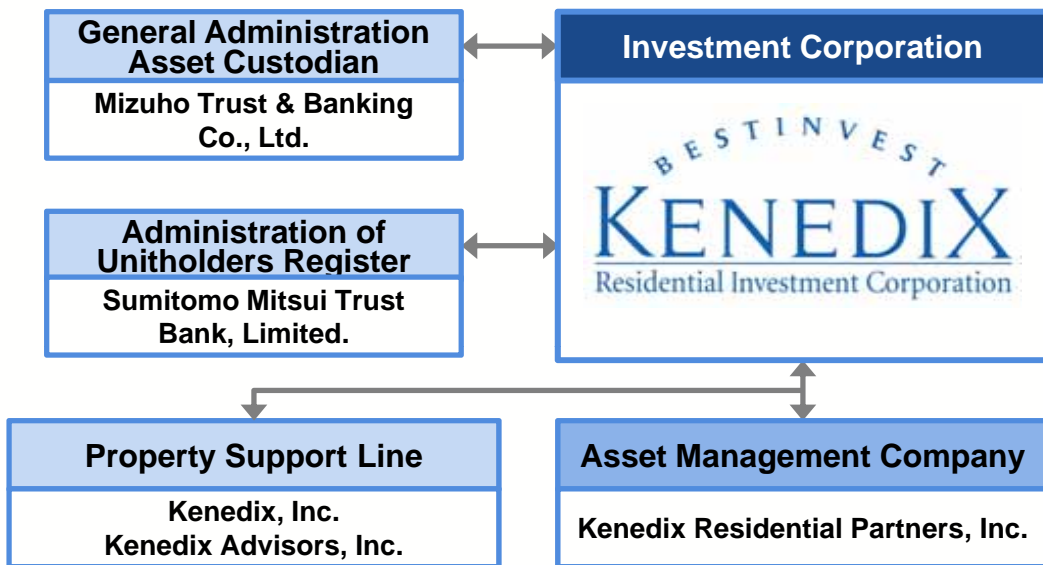 General Administration
Asset Custodian
Mizuho Trust & Banking
Co., Ltd.
Investment Corporation
BESTINVEST
KENEDIX
Residential Investment Corporation
Administration of
Unitholders Register
Sumitomo Mitsui Trust
Bank, Limited.
Property Support Line
Kenedix, Inc.
Kenedix Advisors, Inc.
Asset Management Company
Kenedix Residential Partners, Inc.